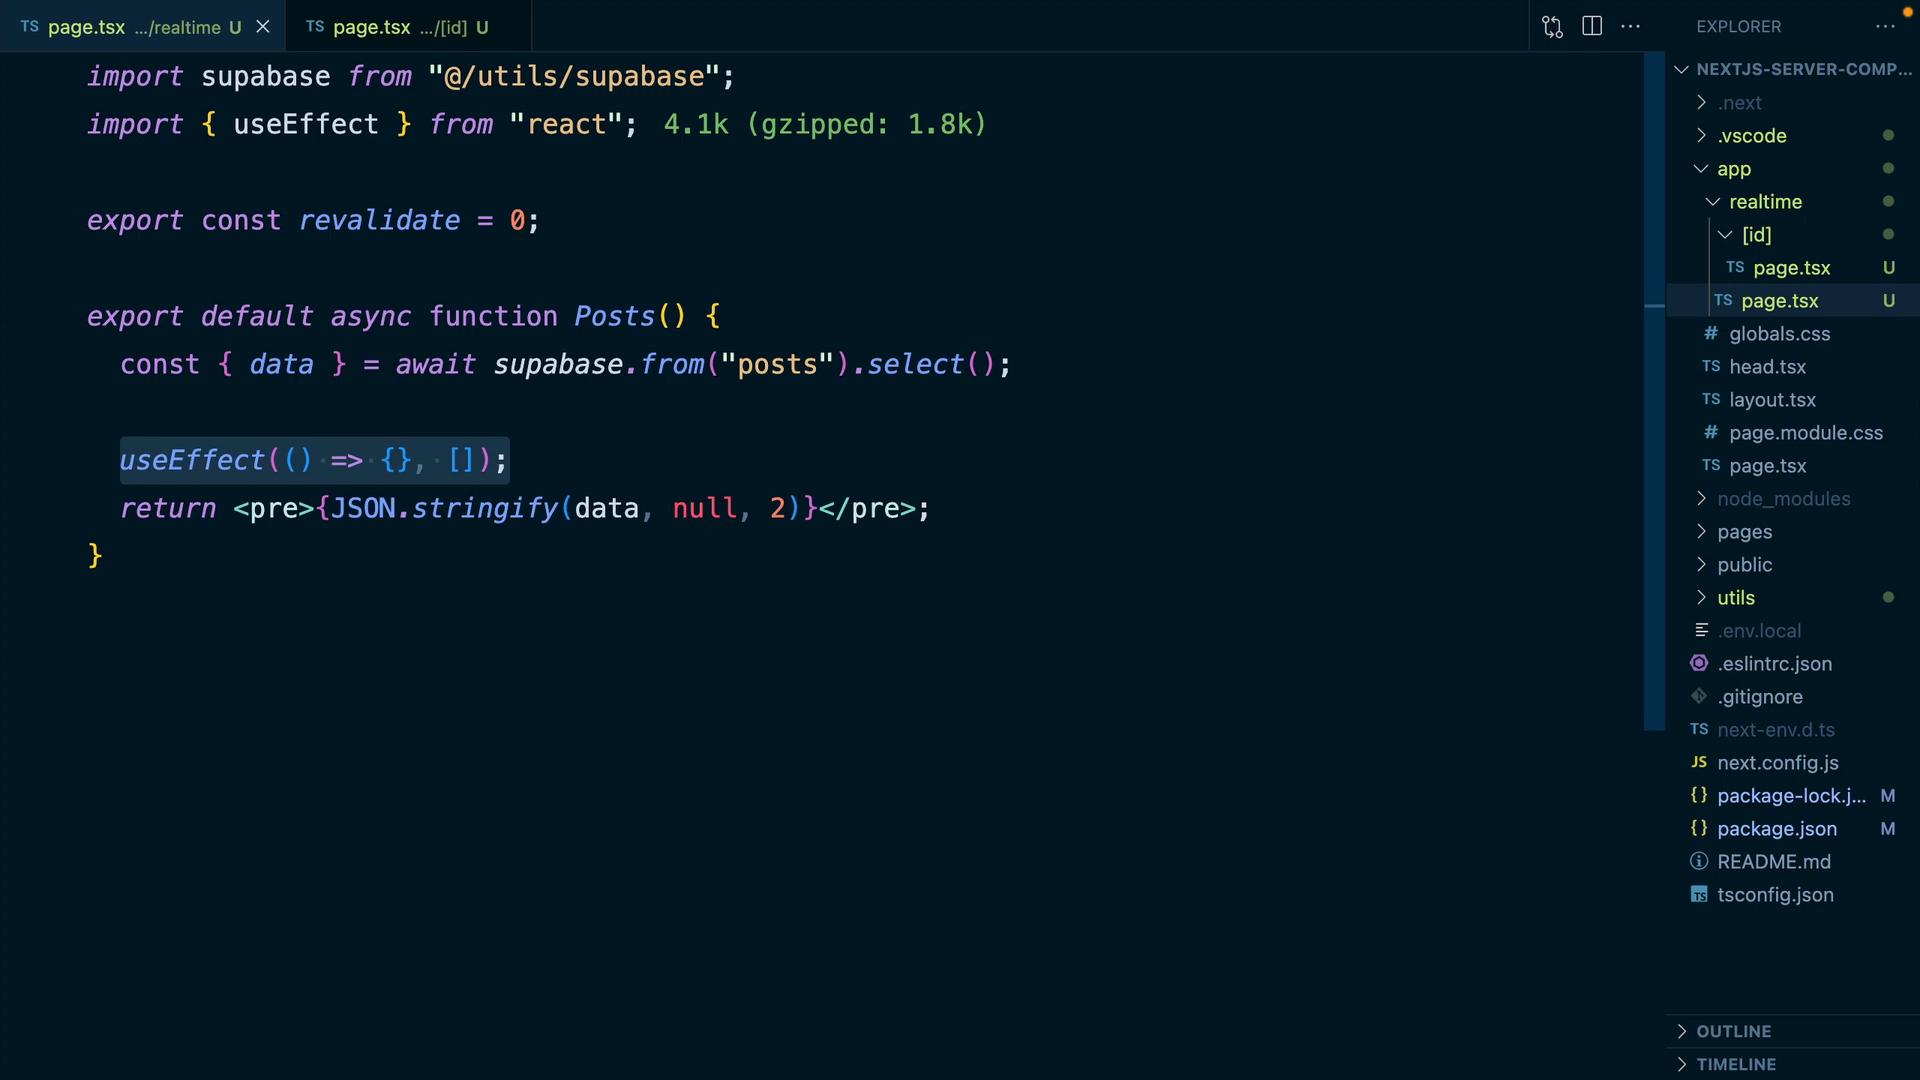 TS page.tsx .../realtime U
TS page.tsx .../[id] U
import supabase from "@/utils/supabase";
import { useEffect } from "react"; 4.1k (gzipped: 1.8k)
export const revalidate = 0;
export default async function Posts() {
const { data } = await supabase.from("posts").select();
useEffect(() => {}, []);
return <pre>{JSON.stringify(data, null, 2)}</pre>;
}
EXPLORER
NEXTJS-SERVER-COMP...
.next
.vscode
app
realtime
[id]
TS page.tsx U
TS page.tsx U
# globals.css
TS head.tsx
TS layout.tsx
# page.module.css
TS page.tsx
node_modules
pages
public
utils
.env.local
.eslintrc.json
.gitignore
TS next-env.d.ts
JS next.config.js
{} package-lock.j... M
{} package.json M
README.md
TS tsconfig.json
OUTLINE
TIMELINE